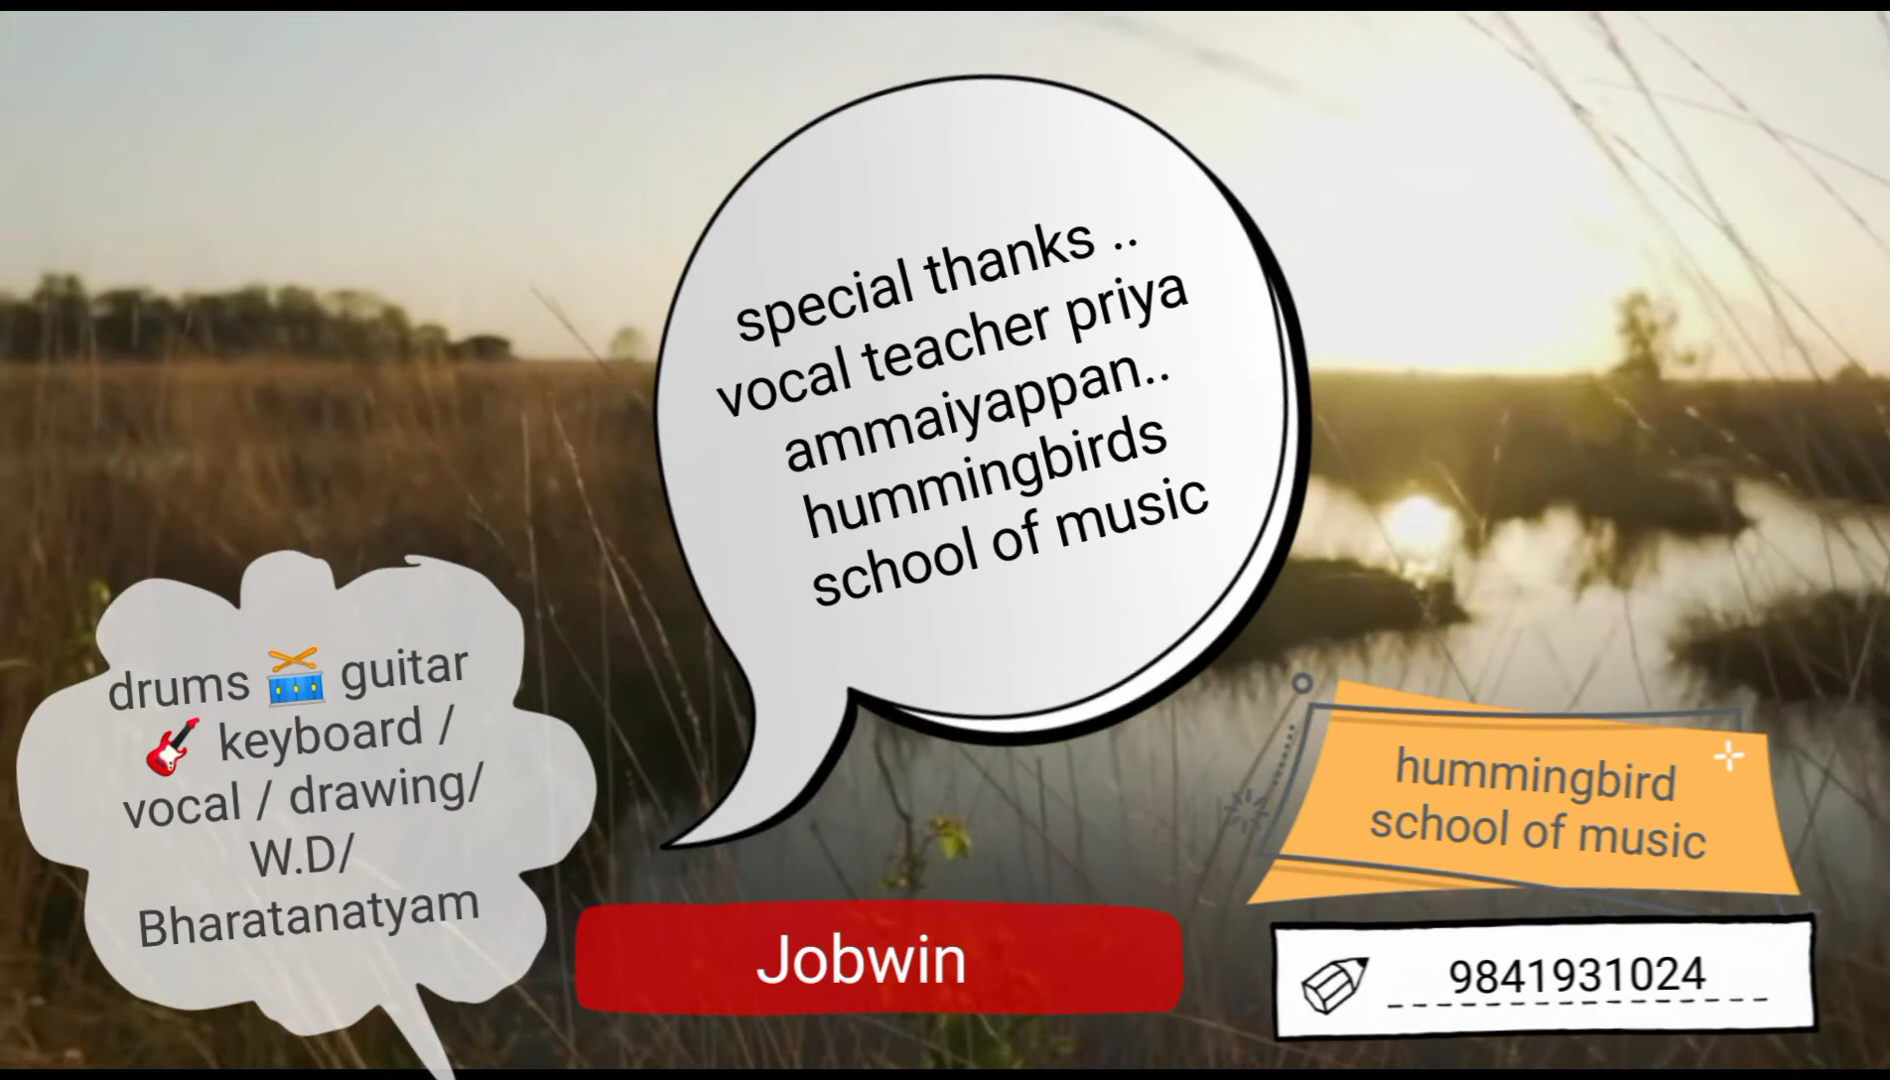 special thanks ..
vocal teacher priya
ammaiyappan..
hummingbirds
school of music
drums 🥁 guitar
🎸 keyboard /
vocal / drawing/
W.D/
Bharatanatyam
Jobwin
hummingbird
school of music
9841931024